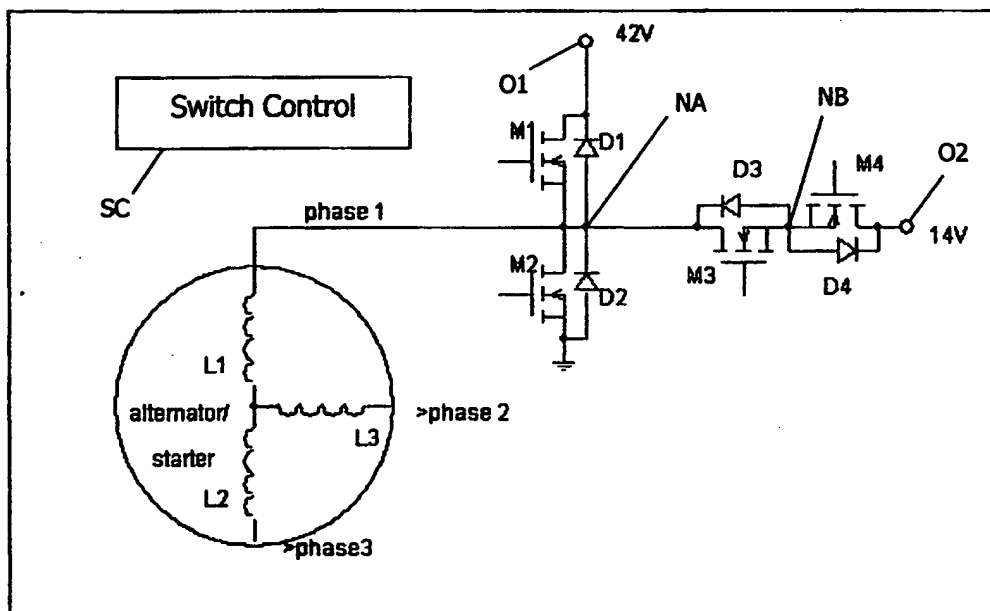 42V
O1
NA
NB
Switch Control
M1
D1
O2
D3
M4
SC
phase 1
14V
M2
D2
M3
D4
L1
alternator/
>phase 2
L3
starter
L2
>phase3